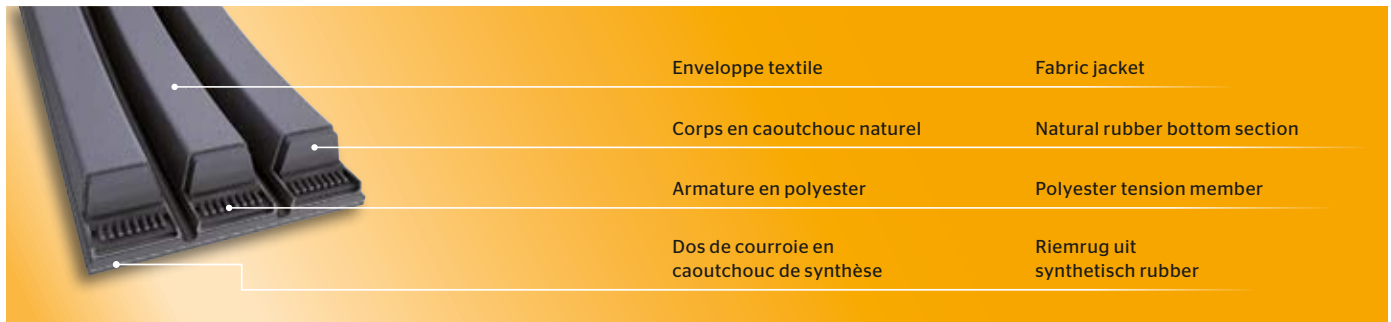 Enveloppe textile
Fabric jacket
Corps en caoutchouc naturel
Natural rubber bottom section
Armature en polyester
Polyester tension member
Dos de courroie en
caoutchouc de synthèse
Riemrug uit
synthetisch rubber